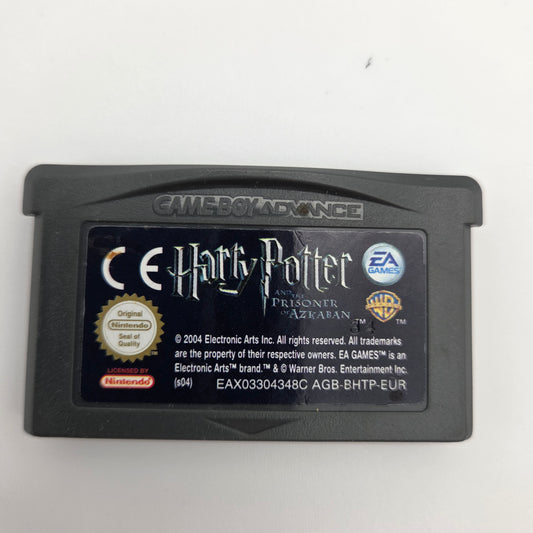 GAME BOY ADVANCE
CE Harry Potter
AND THE
PRISONER
OF AZKABAN
TM
EA
GAMES
WB
TM
Original
Nintendo
Seal of
Quality
LICENSED BY
Nintendo
© 2004 Electronic Arts Inc. All rights reserved. All trademarks
are the property of their respective owners. EA GAMES™ is an
Electronic Arts™ brand.™ & © Warner Bros. Entertainment Inc.
(s04)
EAX03304348C AGB-BHTP-EUR